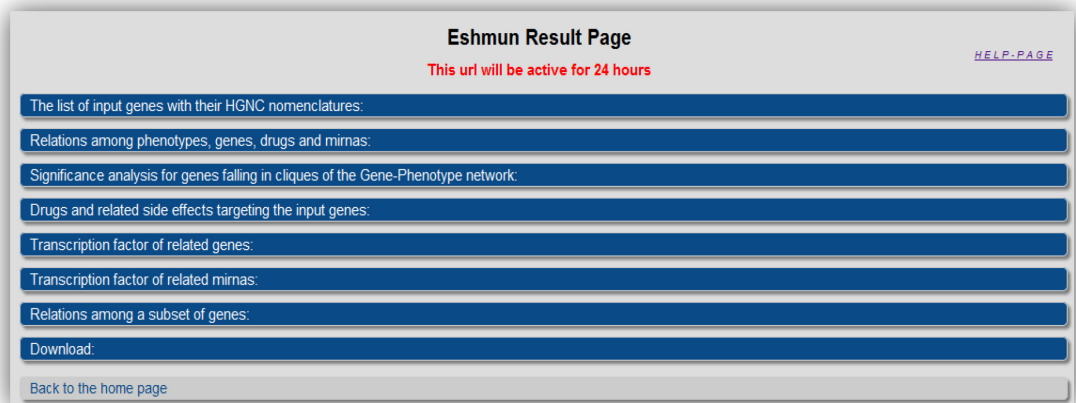 Eshmun Result Page
HELP-PAGE
This url will be active for 24 hours
The list of input genes with their HGNC nomenclatures:
Relations among phenotypes, genes, drugs and mirnas:
Significance analysis for genes falling in cliques of the Gene-Phenotype network:
Drugs and related side effects targeting the input genes:
Transcription factor of related genes:
Transcription factor of related mirnas:
Relations among a subset of genes:
Download:
Back to the home page